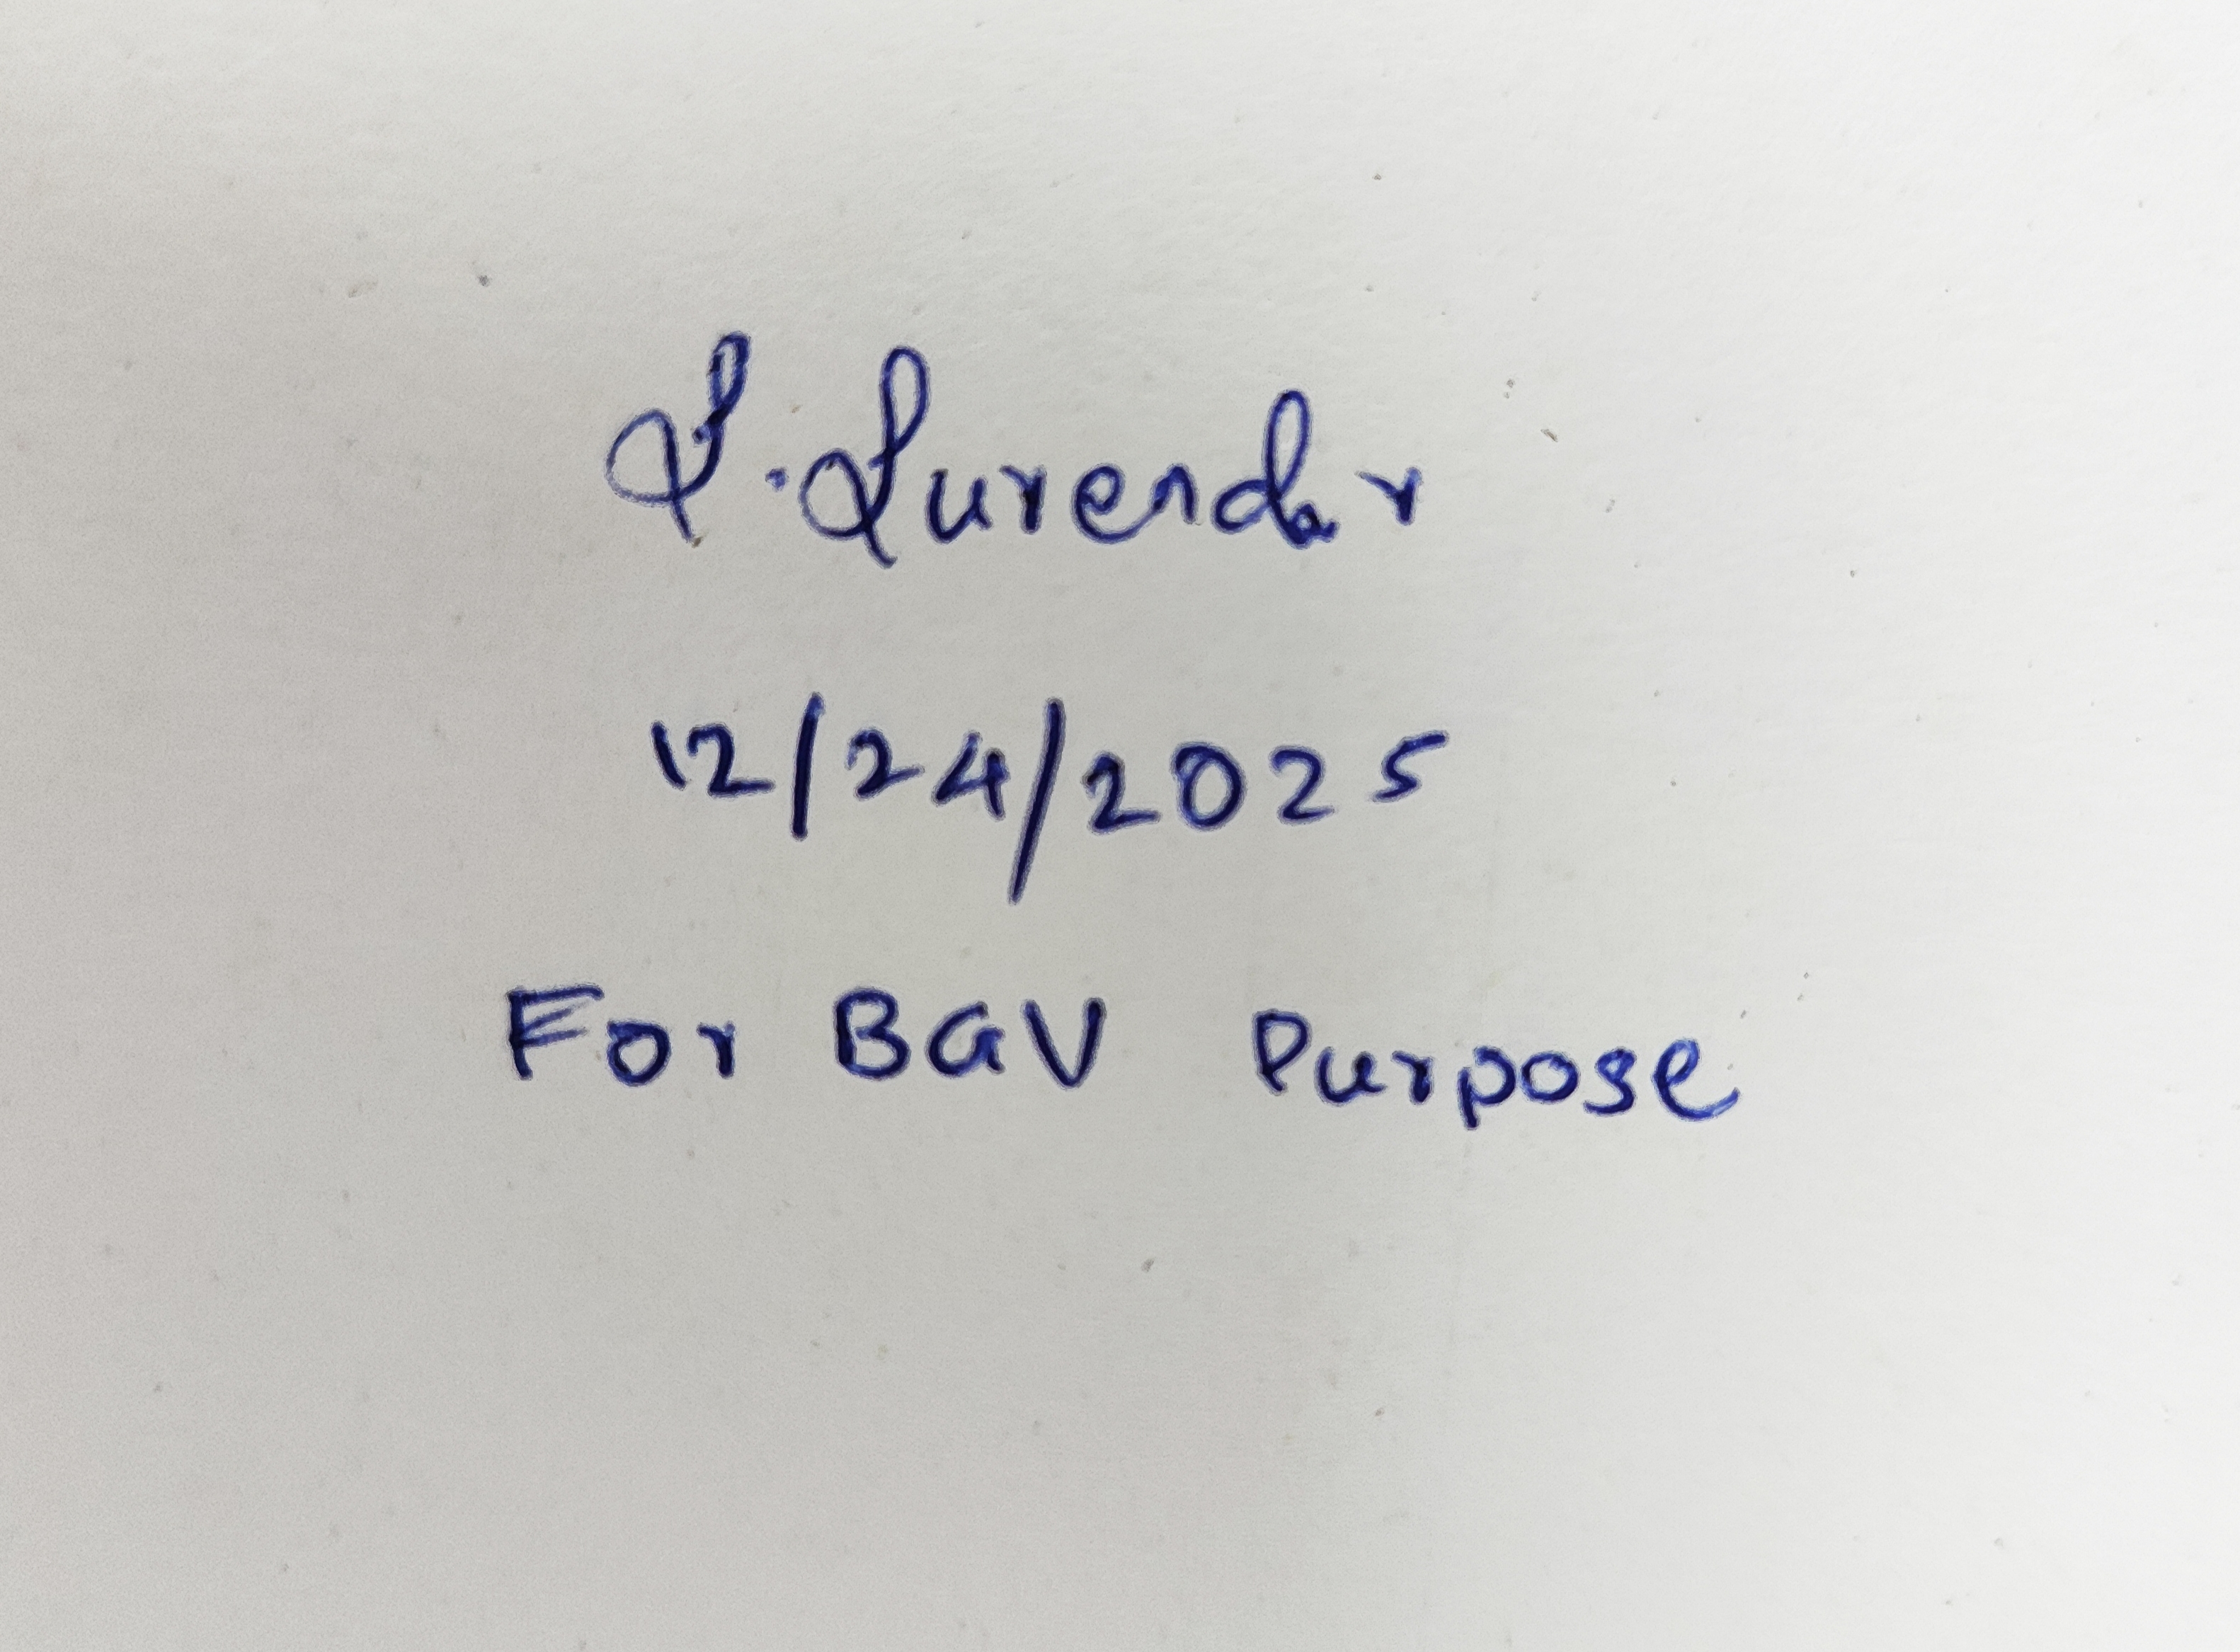 S. Surendar
12/24/2025
For BGV Purpose